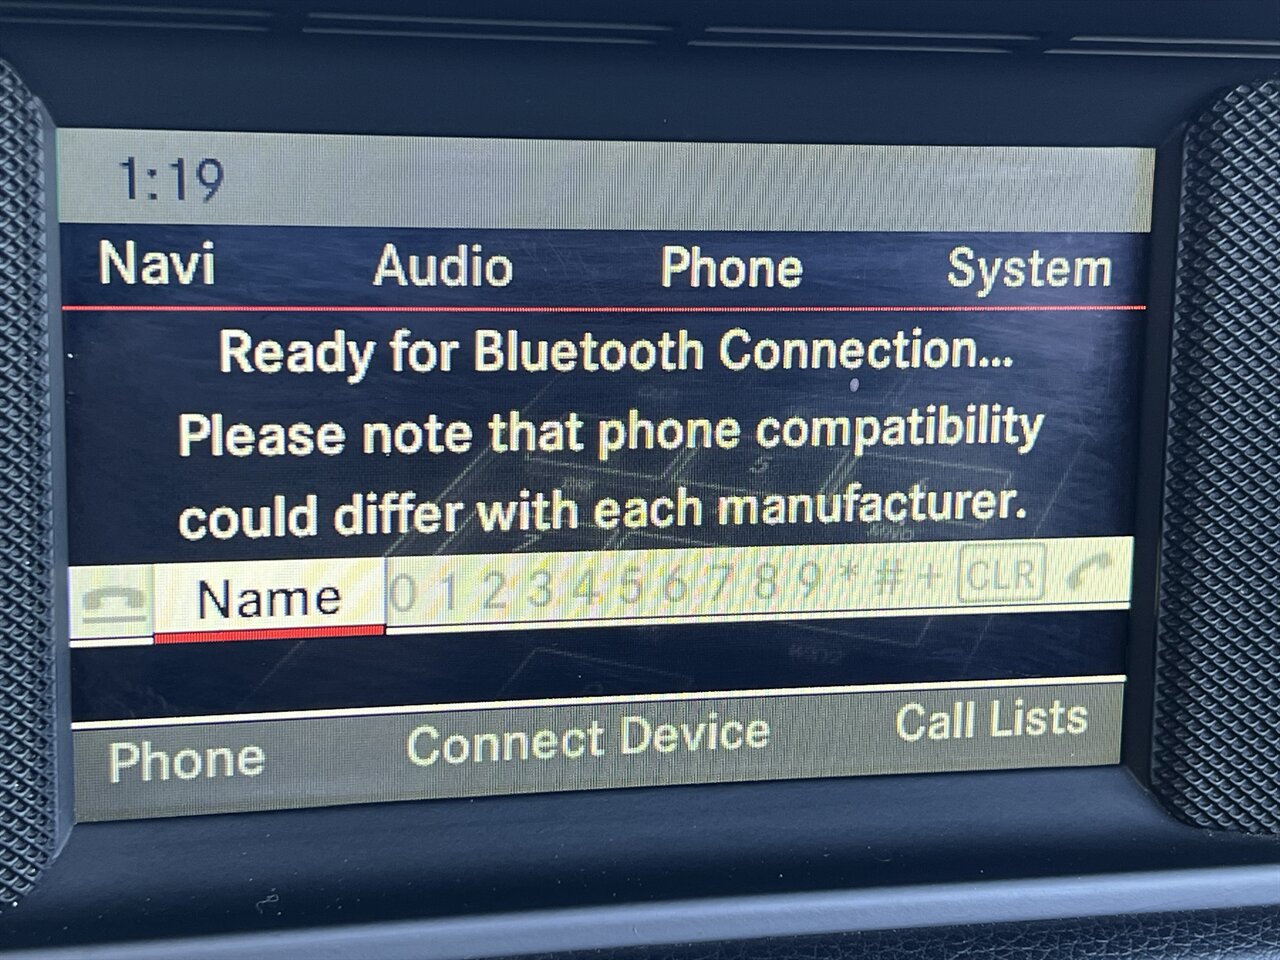 1:19
Navi Audio Phone System
Ready for Bluetooth Connection...
Please note that phone compatibility
could differ with each manufacturer.
Name 0 1 2 3 4 5 6 7 8 9 * # + CLR
Phone Connect Device Call Lists